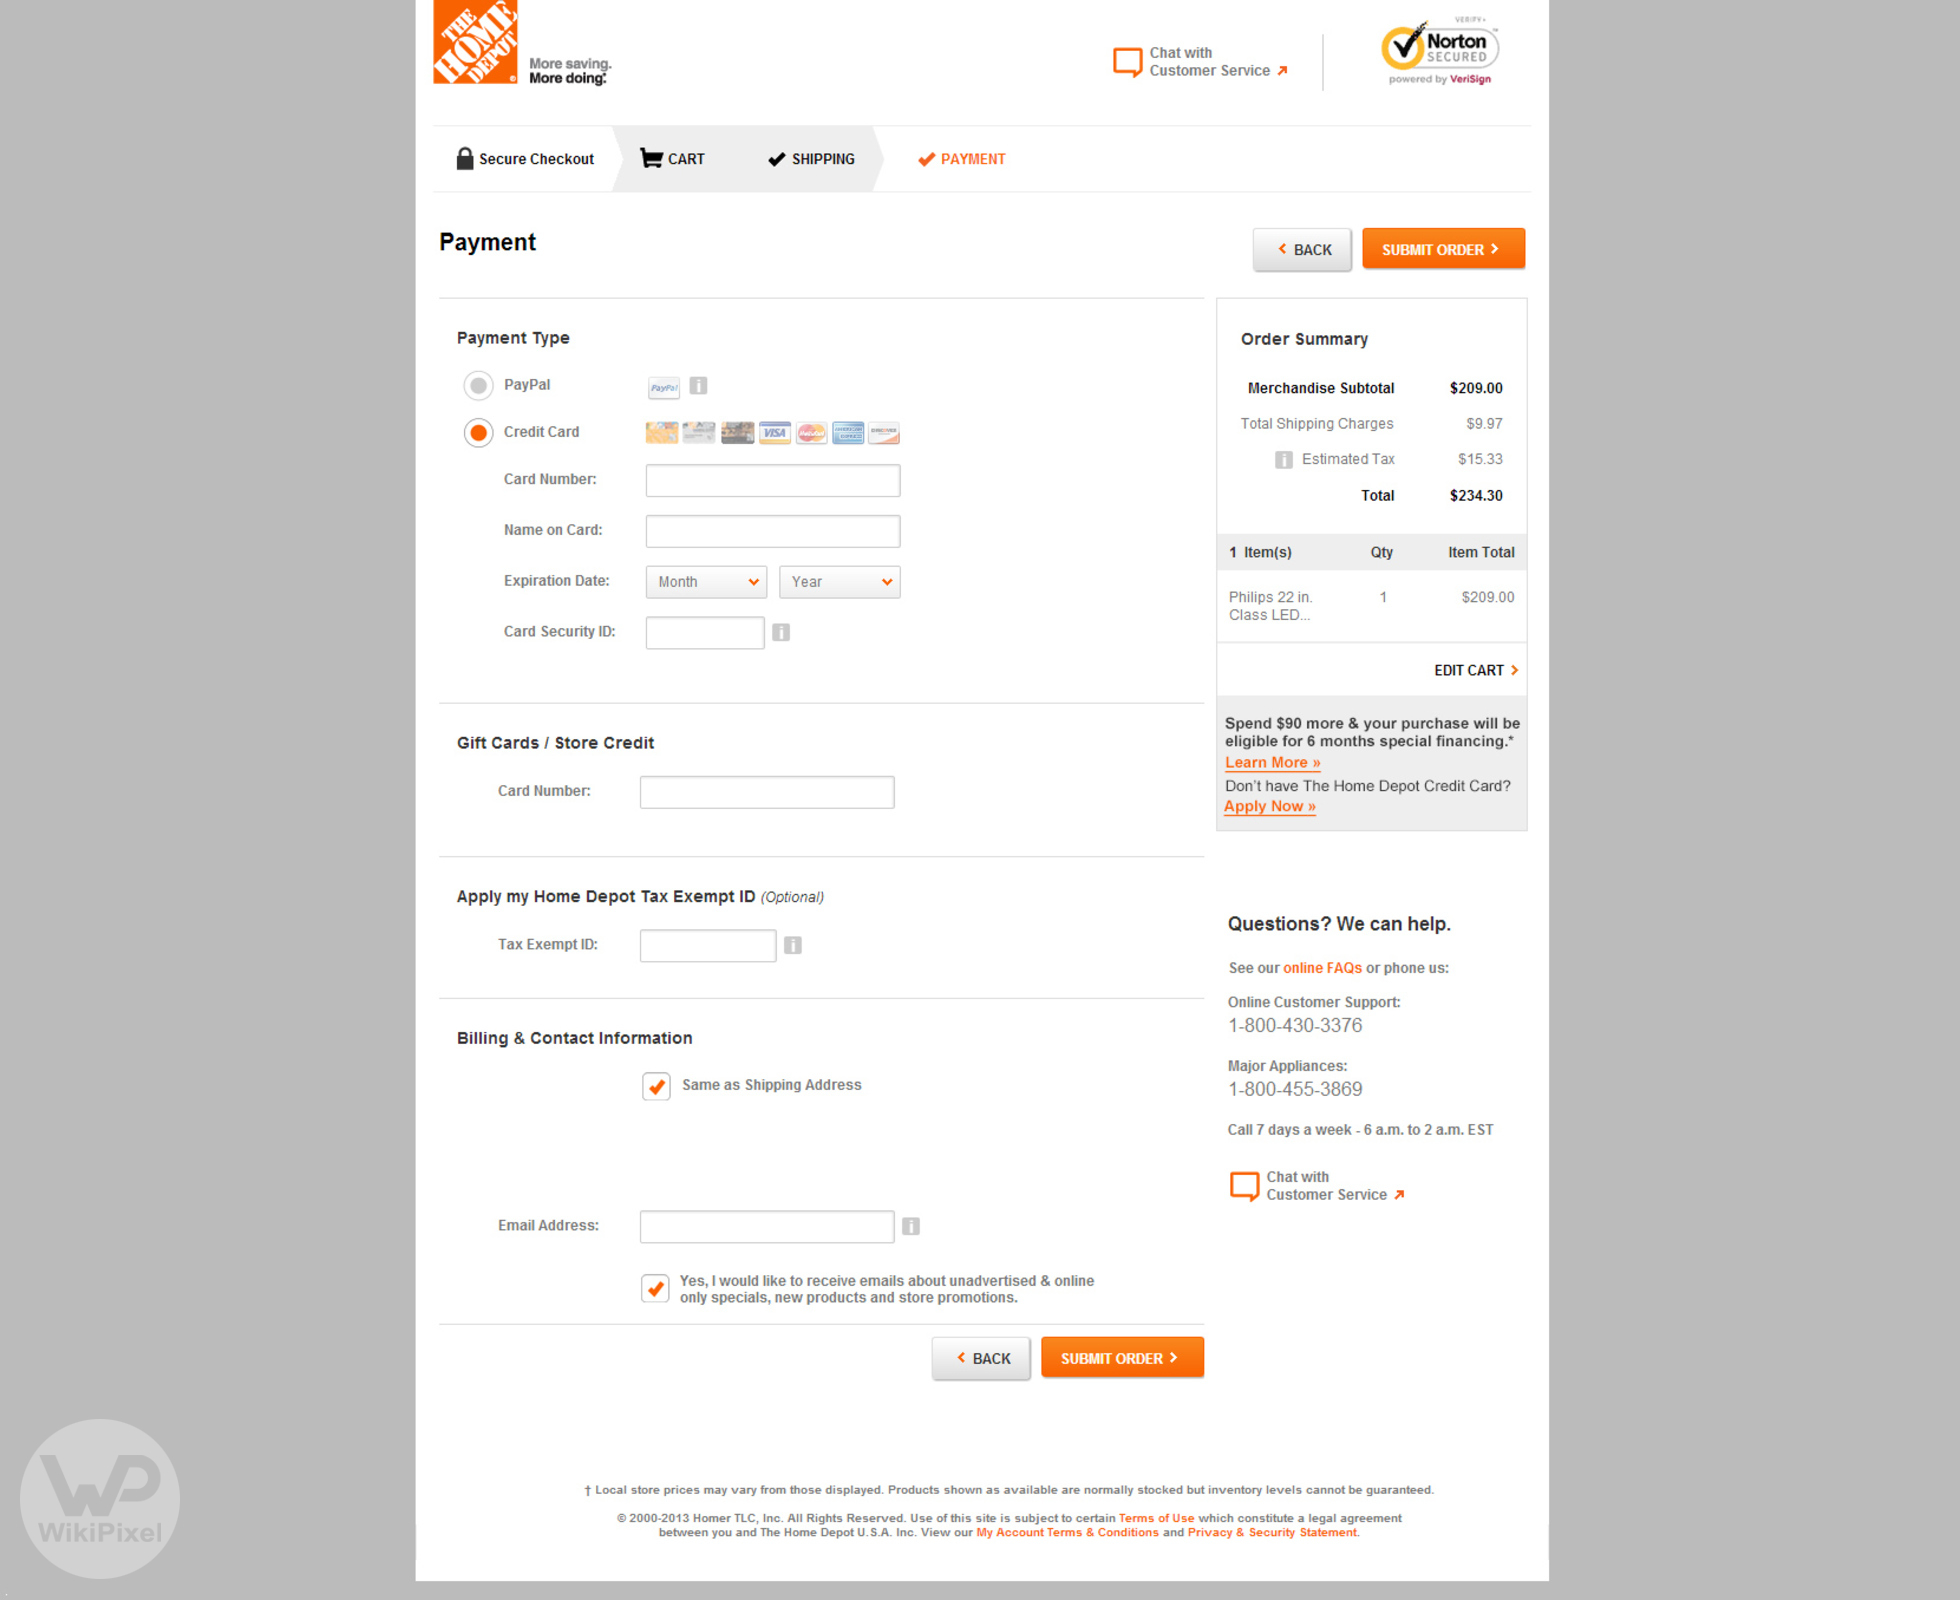 THE
HOME
DEPOT
More saving.
More doing.
Chat with
Customer Service
VERIFY
Norton
SECURED
powered by VeriSign
Secure Checkout
CART
SHIPPING
PAYMENT
Payment
BACK
SUBMIT ORDER
Payment Type
PayPal
PayPal
Credit Card
VISA
Card Number:
Name on Card:
Expiration Date:
Month
Year
Card Security ID:
Gift Cards / Store Credit
Card Number:
Apply my Home Depot Tax Exempt ID (Optional)
Tax Exempt ID:
Billing & Contact Information
Same as Shipping Address
Email Address:
Yes, I would like to receive emails about unadvertised & online
only specials, new products and store promotions.
BACK
SUBMIT ORDER
Order Summary
Merchandise Subtotal $209.00
Total Shipping Charges $9.97
Estimated Tax $15.33
Total $234.30
1 Item(s) Qty Item Total
Philips 22 in. 1 $209.00
Class LED...
EDIT CART
Spend $90 more & your purchase will be
eligible for 6 months special financing.*
Learn More »
Don't have The Home Depot Credit Card?
Apply Now »
Questions? We can help.
See our online FAQs or phone us:
Online Customer Support:
1-800-430-3376
Major Appliances:
1-800-455-3869
Call 7 days a week - 6 a.m. to 2 a.m. EST
Chat with
Customer Service
† Local store prices may vary from those displayed. Products shown as available are normally stocked but inventory levels cannot be guaranteed.
© 2000-2013 Homer TLC, Inc. All Rights Reserved. Use of this site is subject to certain Terms of Use which constitute a legal agreement
between you and The Home Depot U.S.A. Inc. View our My Account Terms & Conditions and Privacy & Security Statement.
WP
WikiPixel